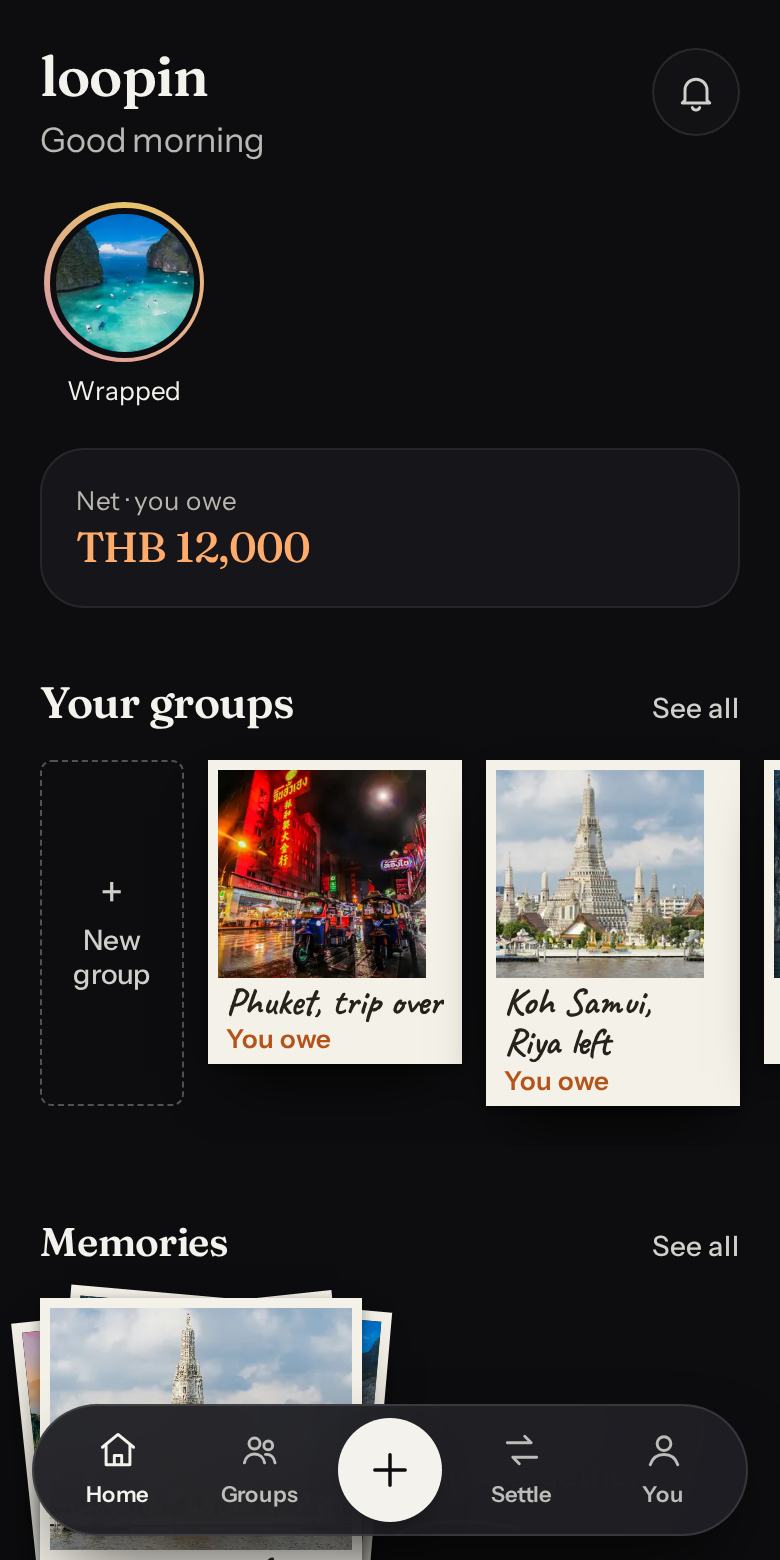 loopin
Good morning
Wrapped
Net · you owe
THB 12,000
Your groups
See all
+
New
group
Phuket, trip over
You owe
Koh Samui,
Riya left
You owe
Memories
See all
Home
Groups
Settle
You